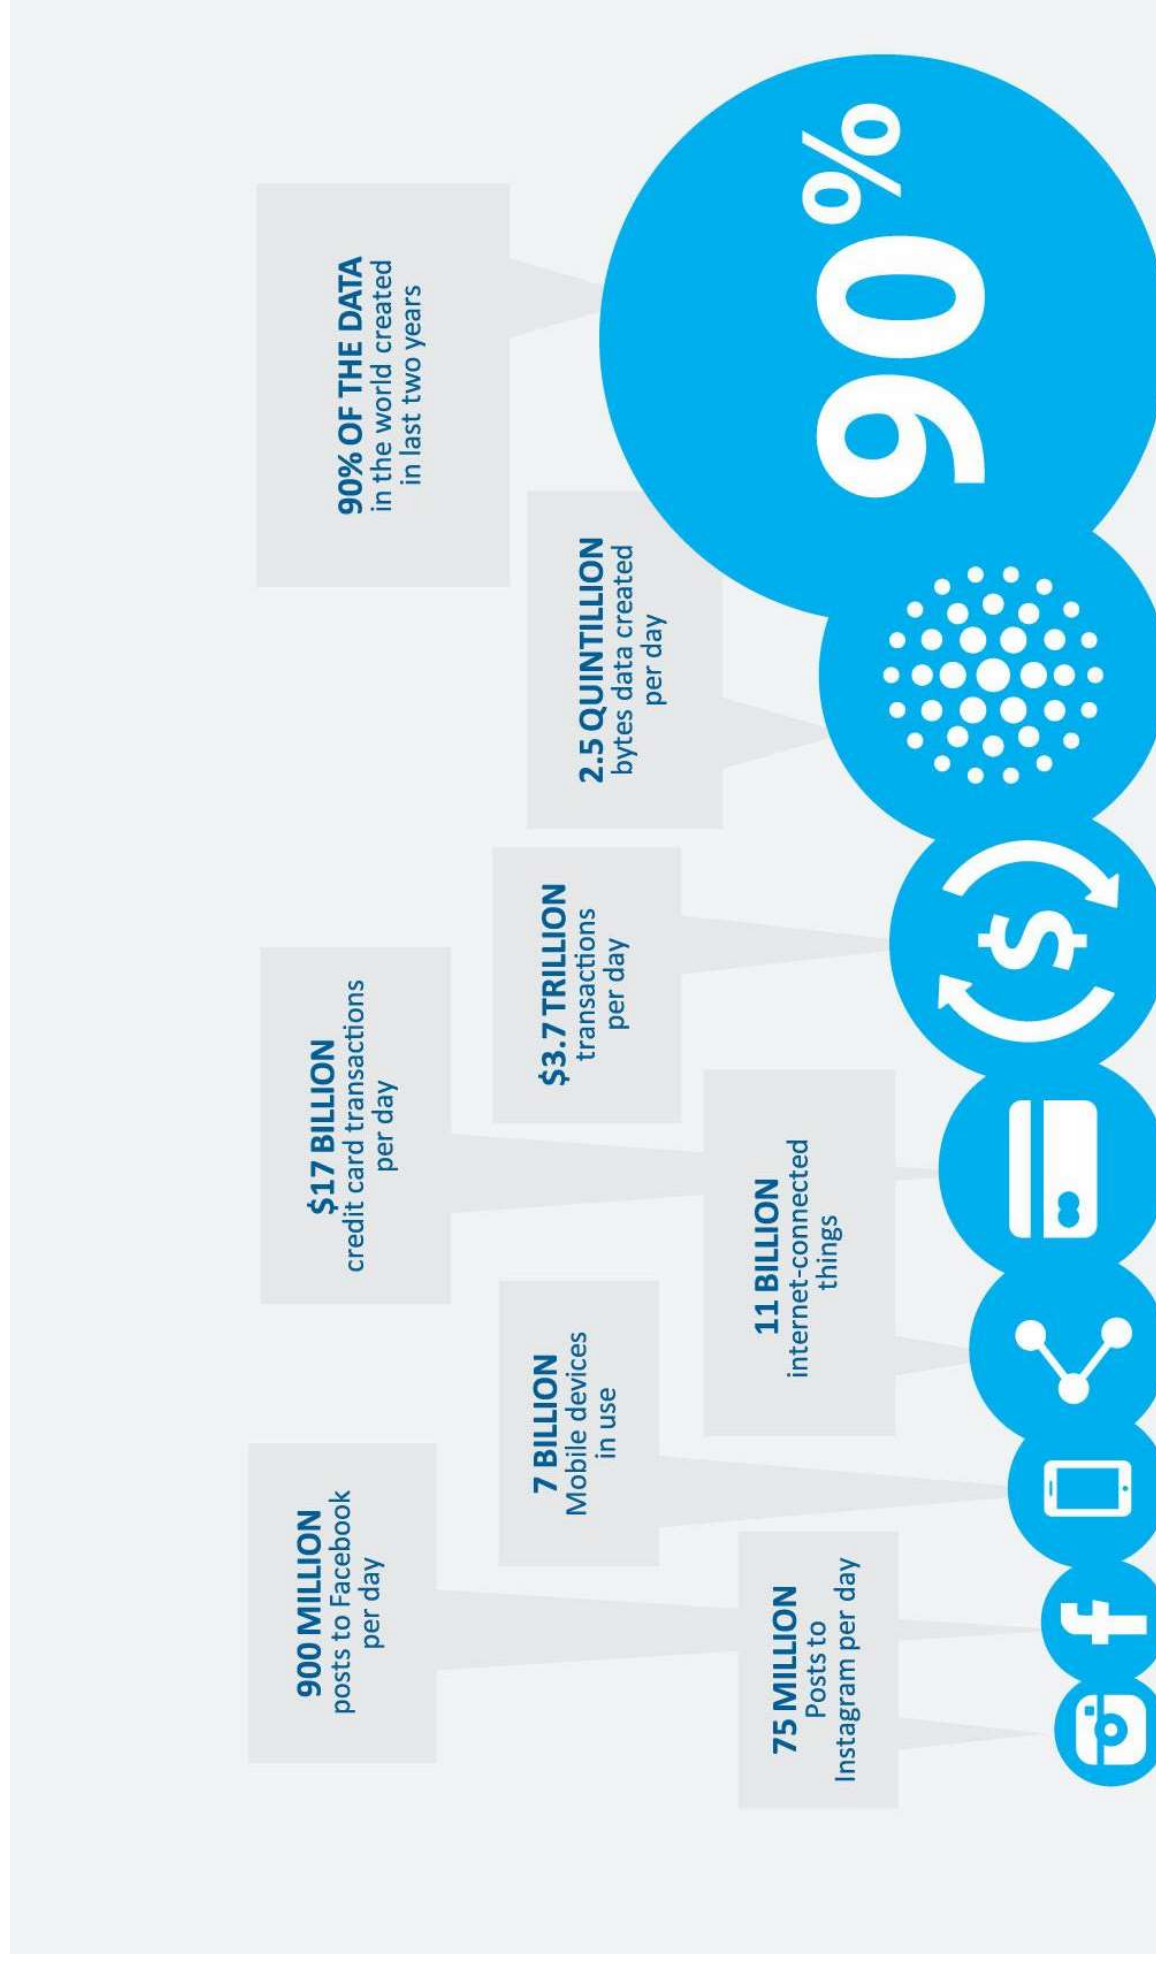 900 MILLION
posts to Facebook
per day
75 MILLION
Posts to
Instagram per day
7 BILLION
Mobile devices
in use
$17 BILLION
credit card transactions
per day
11 BILLION
internet-connected
things
$3.7 TRILLION
transactions
per day
2.5 QUINTILLION
bytes data created
per day
90% OF THE DATA
in the world created
in last two years
90%
$
f